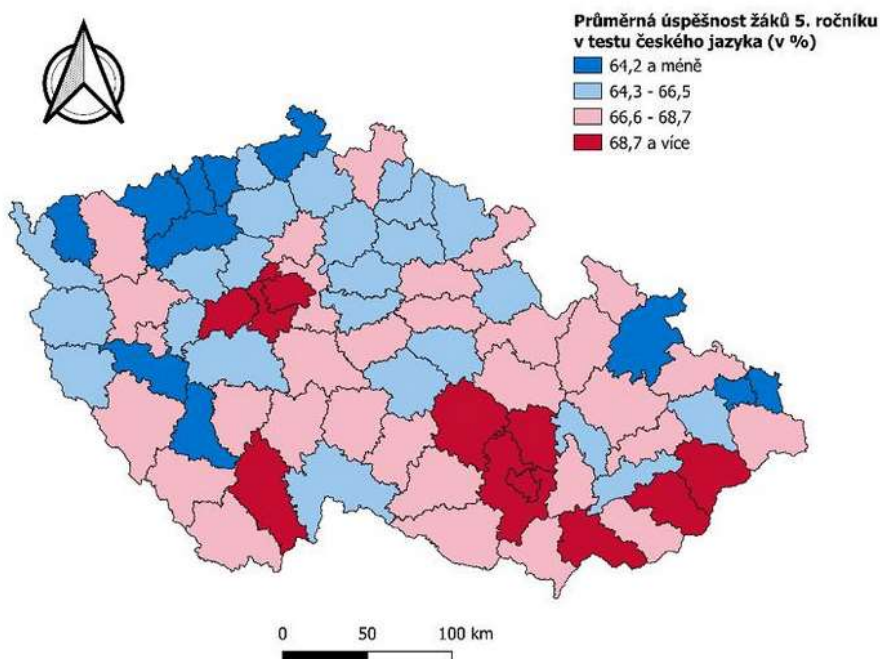 Průměrná úspěšnost žáků 5. ročníku
v testu českého jazyka (v %)
64,2 a méně
64,3 - 66,5
66,6 - 68,7
68,7 a více
0 50 100 km